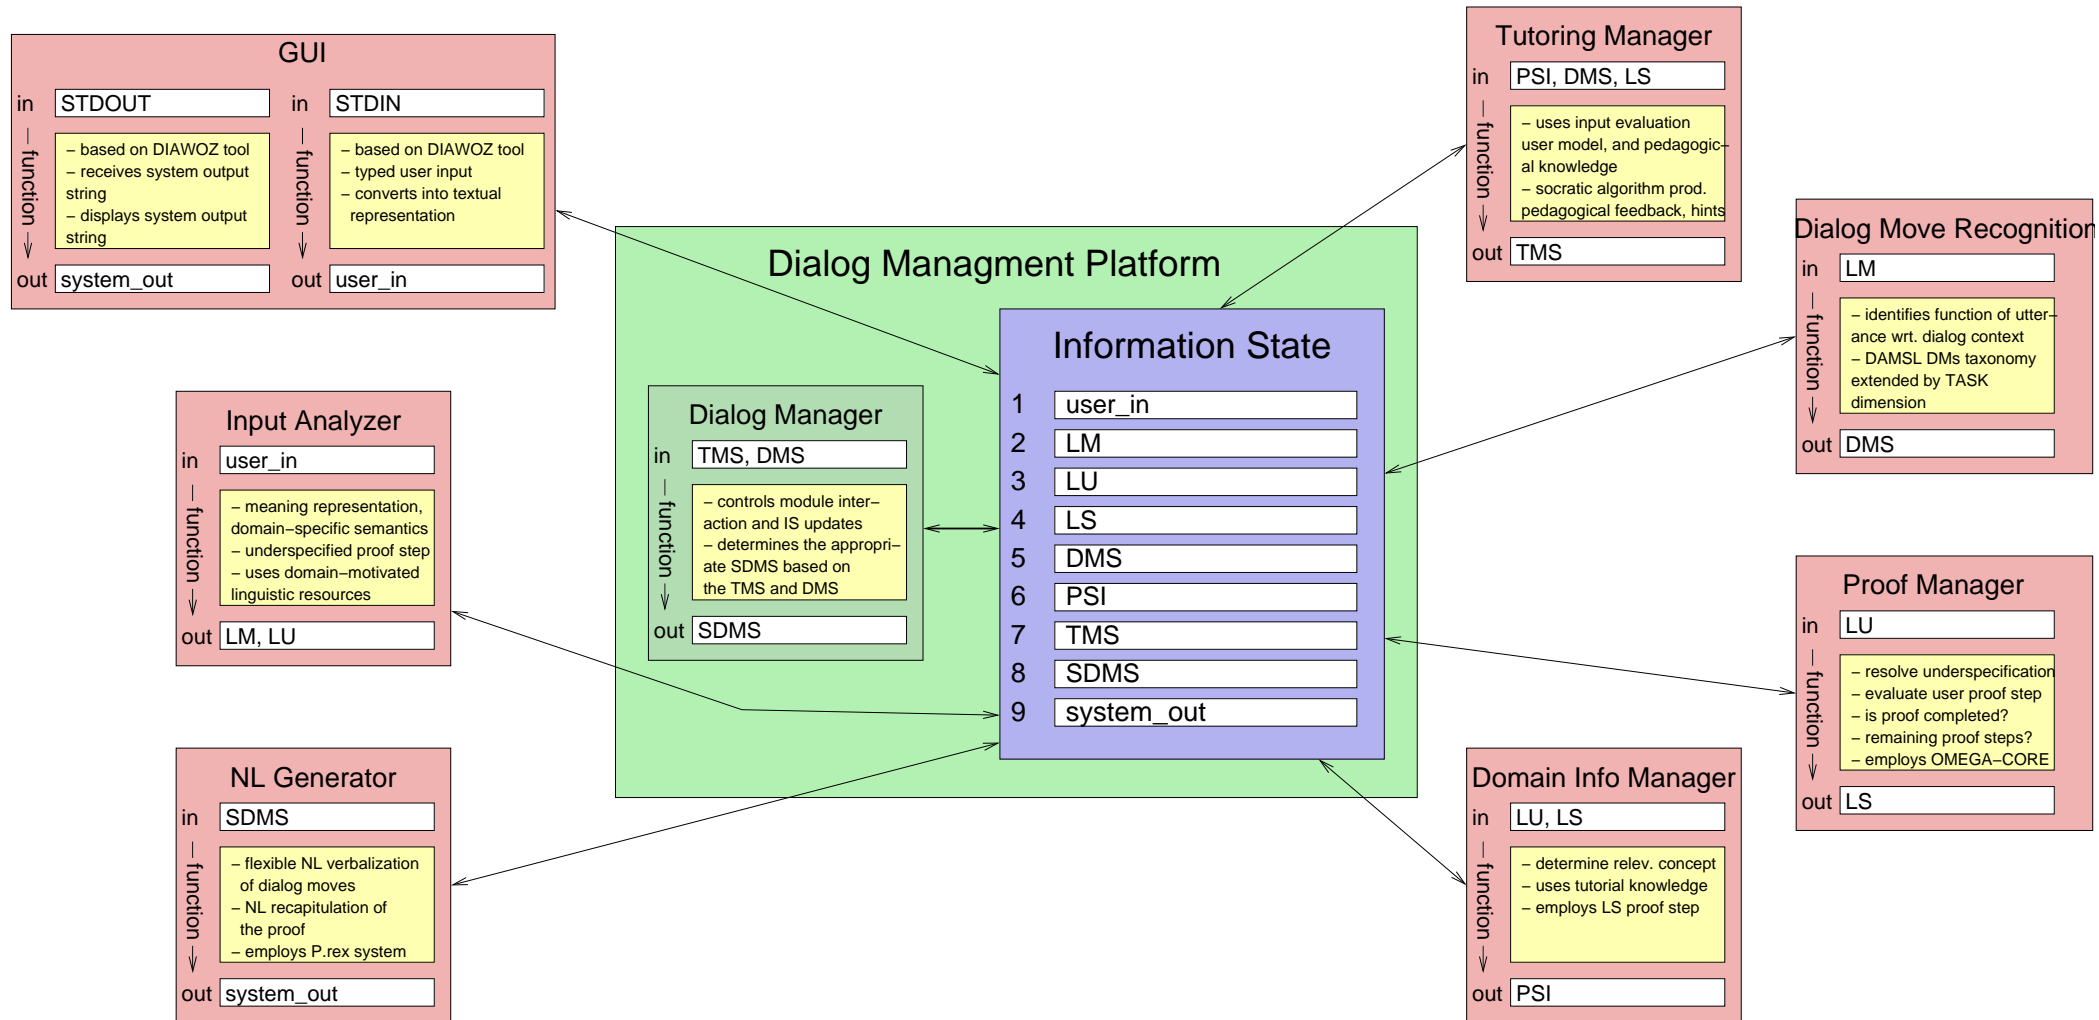 GUI
in STDOUT
function
– based on DIAWOZ tool
– receives system output
string
– displays system output
string
out system_out
in STDIN
function
– based on DIAWOZ tool
– typed user input
– converts into textual
representation
out user_in
Tutoring Manager
in PSI, DMS, LS
function
– uses input evaluation
user model, and pedagogic–
al knowledge
– socratic algorithm prod.
pedagogical feedback, hints
out TMS
Dialog Move Recognition
in LM
function
– identifies function of utter–
ance wrt. dialog context
– DAMSL DMs taxonomy
extended by TASK
dimension
out DMS
Dialog Managment Platform
Information State
1 user_in
2 LM
3 LU
4 LS
5 DMS
6 PSI
7 TMS
8 SDMS
9 system_out
Dialog Manager
in TMS, DMS
function
– controls module inter–
action and IS updates
– determines the appropri–
ate SDMS based on
the TMS and DMS
out SDMS
Input Analyzer
in user_in
function
– meaning representation,
domain–specific semantics
– underspecified proof step
– uses domain–motivated
linguistic resources
out LM, LU
Proof Manager
in LU
function
– resolve underspecification
– evaluate user proof step
– is proof completed?
– remaining proof steps?
– employs OMEGA–CORE
out LS
NL Generator
in SDMS
function
– flexible NL verbalization
of dialog moves
– NL recapitulation of
the proof
– employs P.rex system
out system_out
Domain Info Manager
in LU, LS
function
– determine relev. concept
– uses tutorial knowledge
– employs LS proof step
out PSI